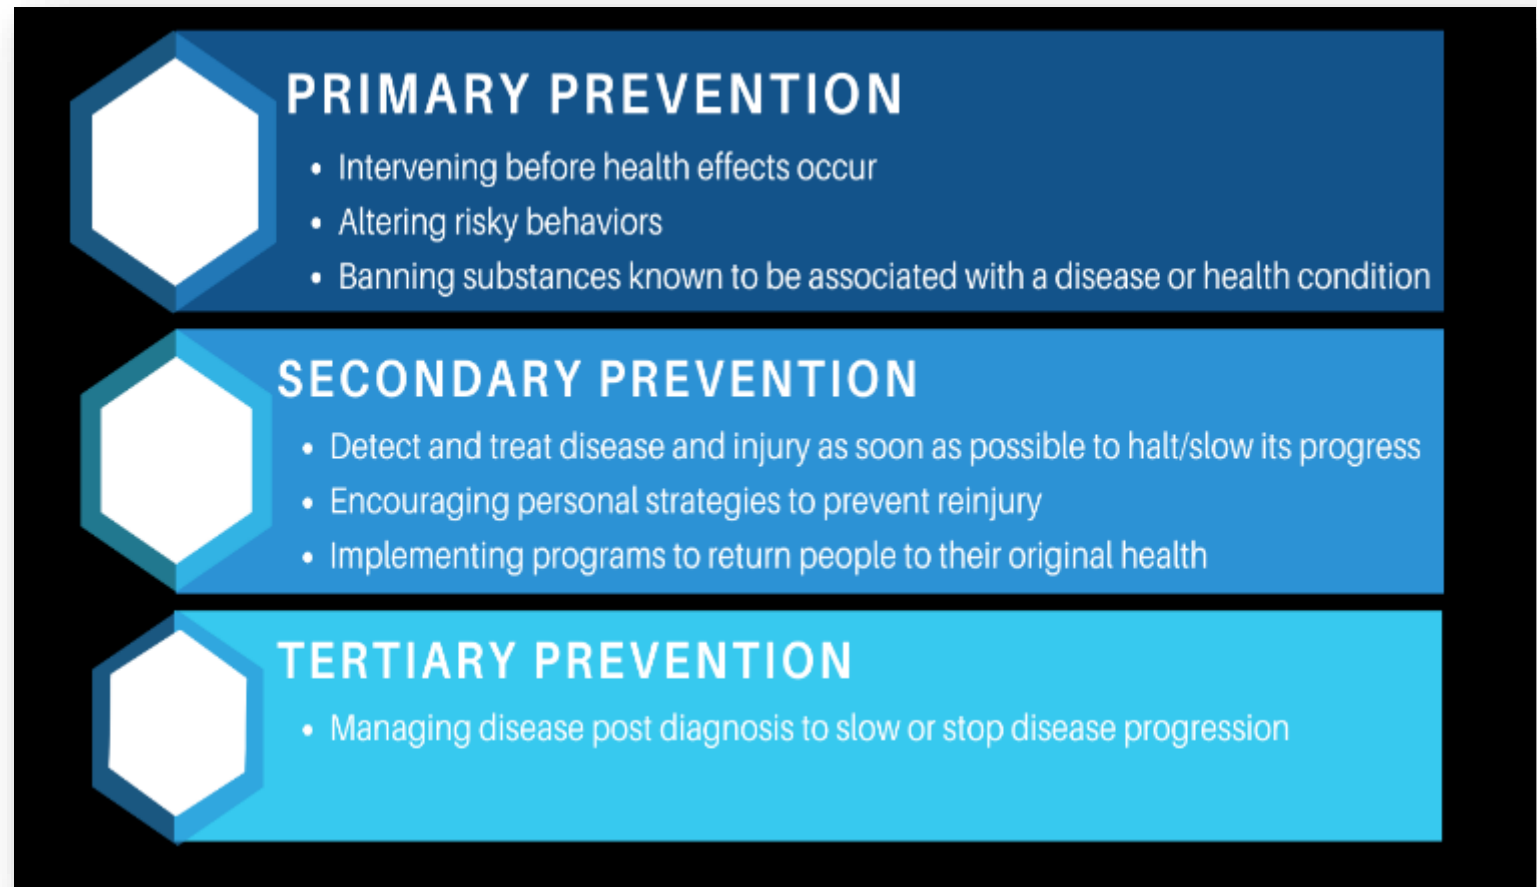 PRIMARY PREVENTION
• Intervening before health effects occur
• Altering risky behaviors
• Banning substances known to be associated with a disease or health condition
SECONDARY PREVENTION
• Detect and treat disease and injury as soon as possible to halt/slow its progress
• Encouraging personal strategies to prevent reinjury
• Implementing programs to return people to their original health
TERTIARY PREVENTION
• Managing disease post diagnosis to slow or stop disease progression